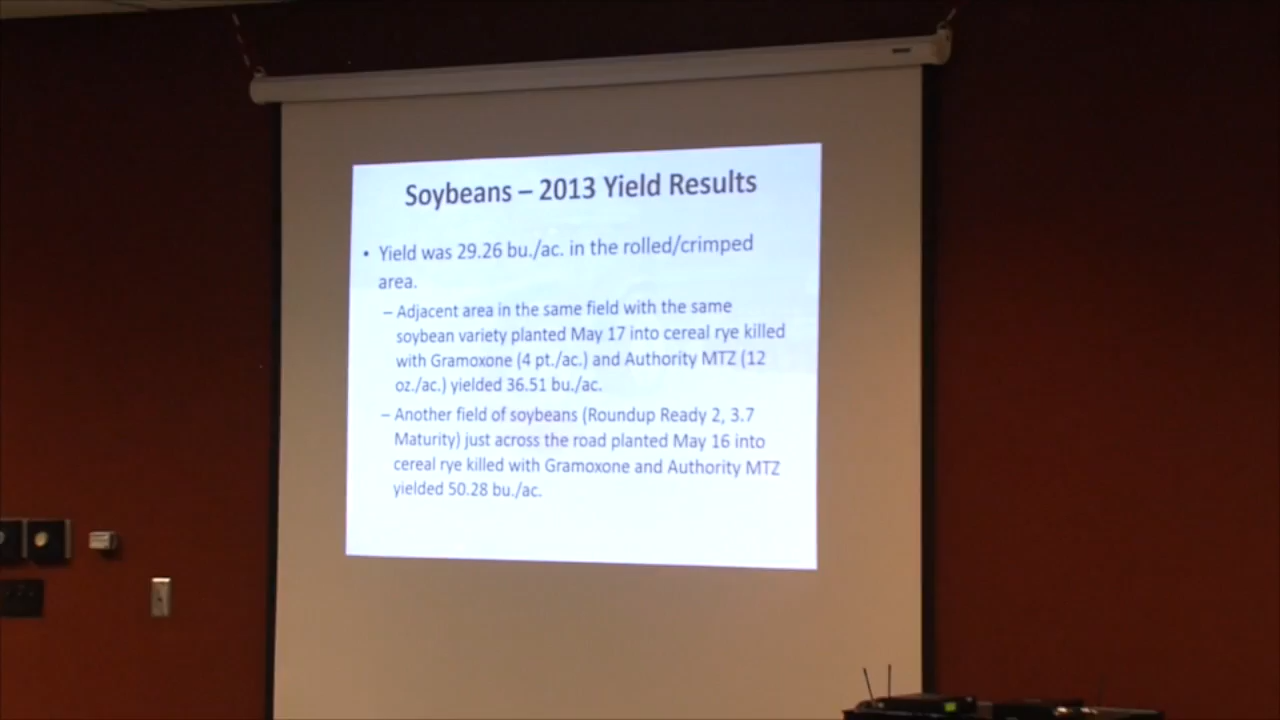 Soybeans – 2013 Yield Results
• Yield was 29.26 bu./ac. in the rolled/crimped
area.
– Adjacent area in the same field with the same
soybean variety planted May 17 into cereal rye killed
with Gramoxone (4 pt./ac.) and Authority MTZ (12
oz./ac.) yielded 36.51 bu./ac.
– Another field of soybeans (Roundup Ready 2, 3.7
Maturity) just across the road planted May 16 into
cereal rye killed with Gramoxone and Authority MTZ
yielded 50.28 bu./ac.